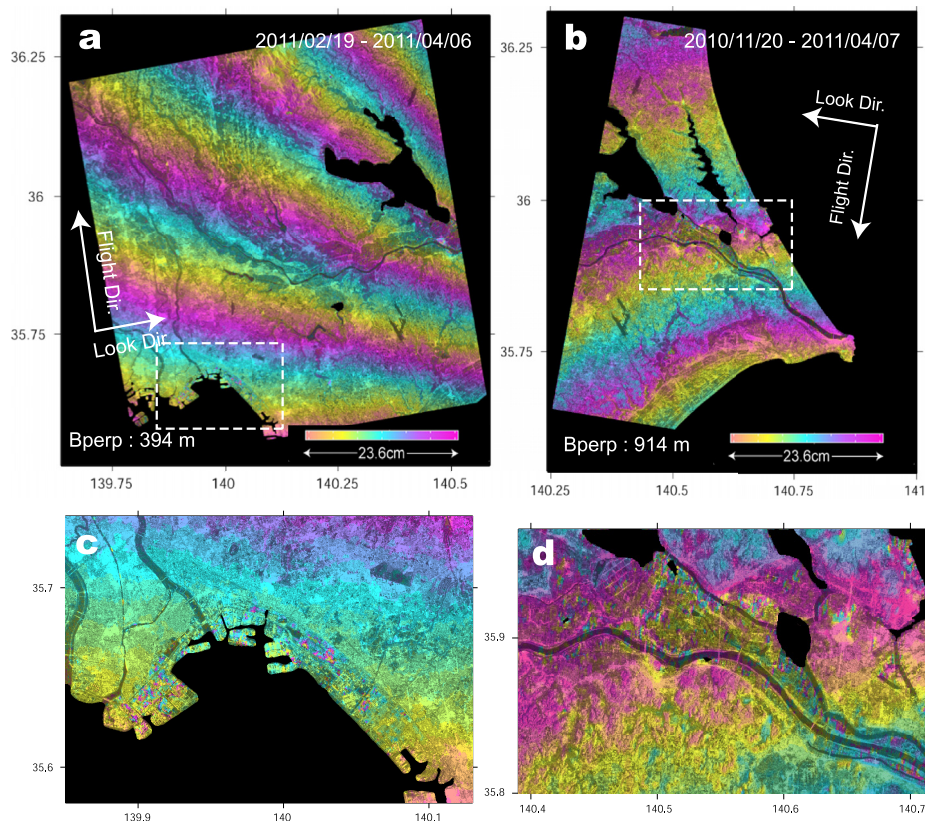 a
2011/02/19 - 2011/04/06
36.25
36
35.75
Flight Dir.
Look Dir.
Bperp : 394 m
23.6cm
139.75
140
140.25
140.5
b
2010/11/20 - 2011/04/07
36.25
36
35.75
Look Dir.
Flight Dir.
Bperp : 914 m
23.6cm
140.25
140.5
140.75
141
c
35.7
35.6
139.9
140
140.1
d
35.9
35.8
140.4
140.5
140.6
140.7